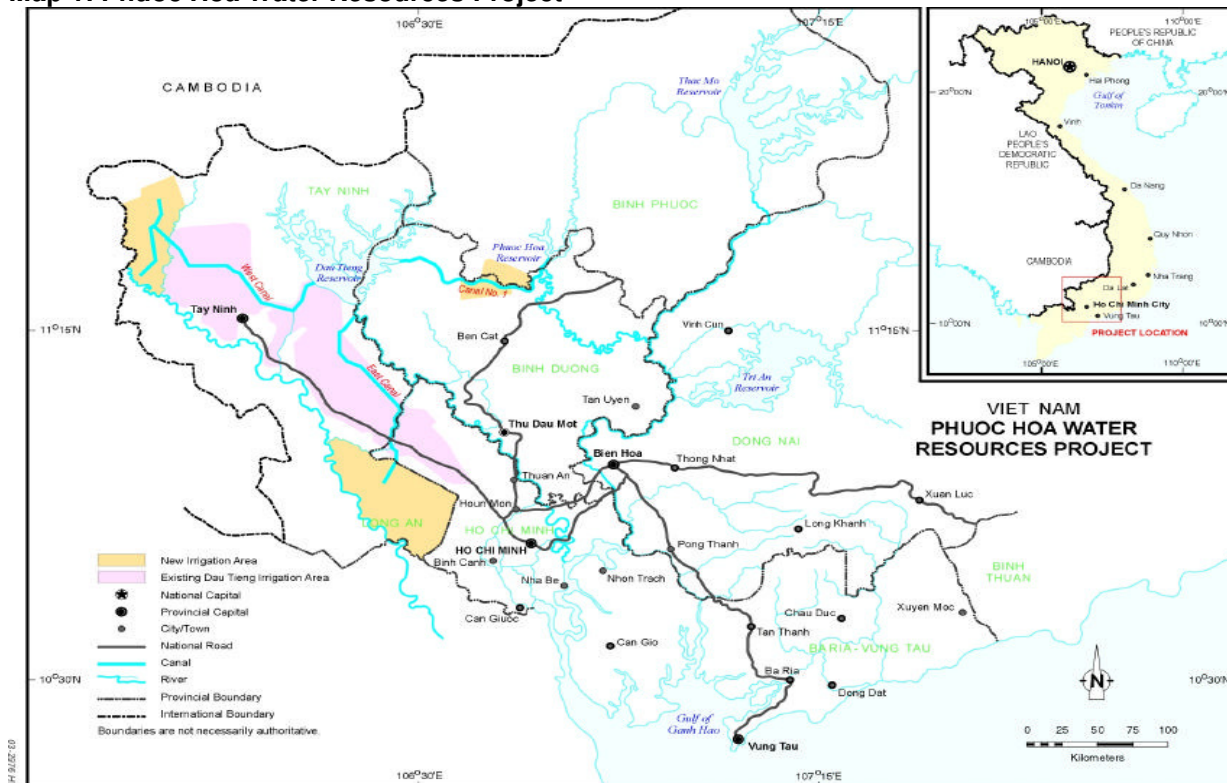 Map 1: Phuoc Hoa Water Resources Project
106°30'E
107°15'E
CAMBODIA
Thac Mo
Reservoir
TAY NINH
BINH PHUOC
Phuoc Hoa
Reservoir
Dau Tieng
Reservoir
West Canal
Canal No. 1
Tay Ninh
11°15'N
Ben Cat
Vinh Cuu
11°15'N
BINH DUONG
East Canal
Tri An
Reservoir
Tan Uyen
Thu Dau Mot
DONG NAI
Bien Hoa
Thong Nhat
Thuan An
Xuan Luc
Houn Mon
LONG AN
HO CHI MINH
Long Khanh
HO CHI MINH
Pong Thanh
Binh Canh
BINH
THUAN
Nha Be
Nhon Trach
Can Giuoc
Chau Duc
Xuyen Moc
Tan Thanh
Can Gio
BARIA - VUNG TAU
Ba Ria
Dong Dat
10°30'N
10°30'N
Gulf of
Ganh Hao
Vung Tau
106°30'E
107°15'E
New Irrigation Area
Existing Dau Tieng Irrigation Area
National Capital
Provincial Capital
City/Town
National Road
Canal
River
Provincial Boundary
International Boundary
Boundaries are not necessarily authoritative.
105°00'E
110°00'E
PEOPLE'S REPUBLIC
OF CHINA
HANOI
Hai Phong
20°00'N
20°00'N
Gulf of
Tonkin
LAO
PEOPLE'S
DEMOCRATIC
REPUBLIC
Vinh
Da Nang
Quy Nhon
CAMBODIA
Nha Trang
Da Lat
Ho Chi Minh City
Vung Tau
10°00'N
10°00'N
PROJECT LOCATION
105°00'E
110°00'E
VIET NAM
PHUOC HOA WATER
RESOURCES PROJECT
N
0 25 50 75 100
Kilometers